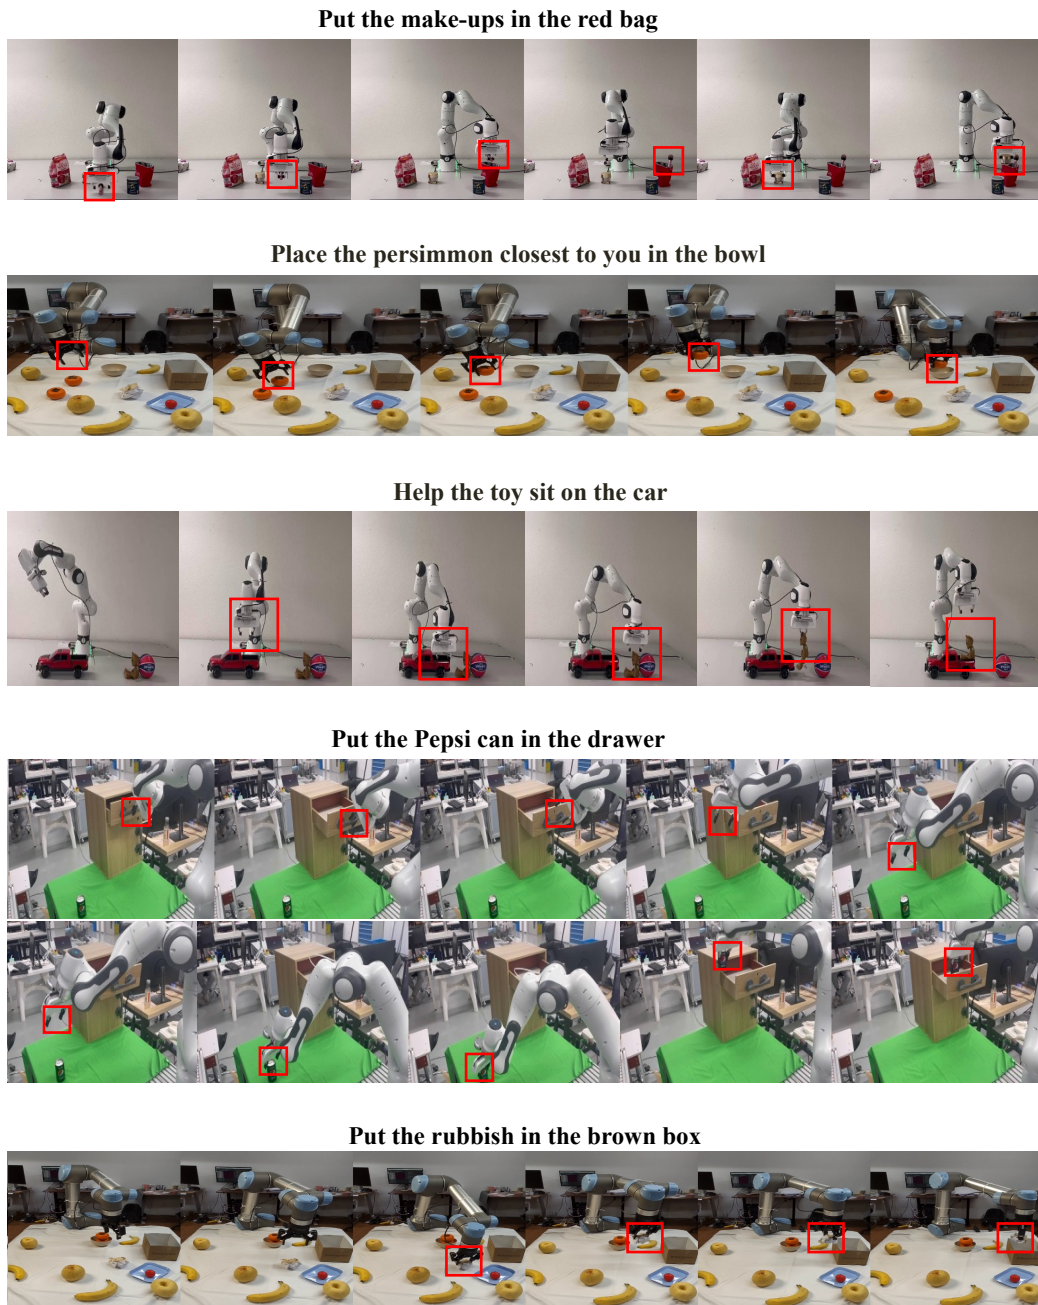 Put the make-ups in the red bag
Place the persimmon closest to you in the bowl
Help the toy sit on the car
Put the Pepsi can in the drawer
Put the rubbish in the brown box